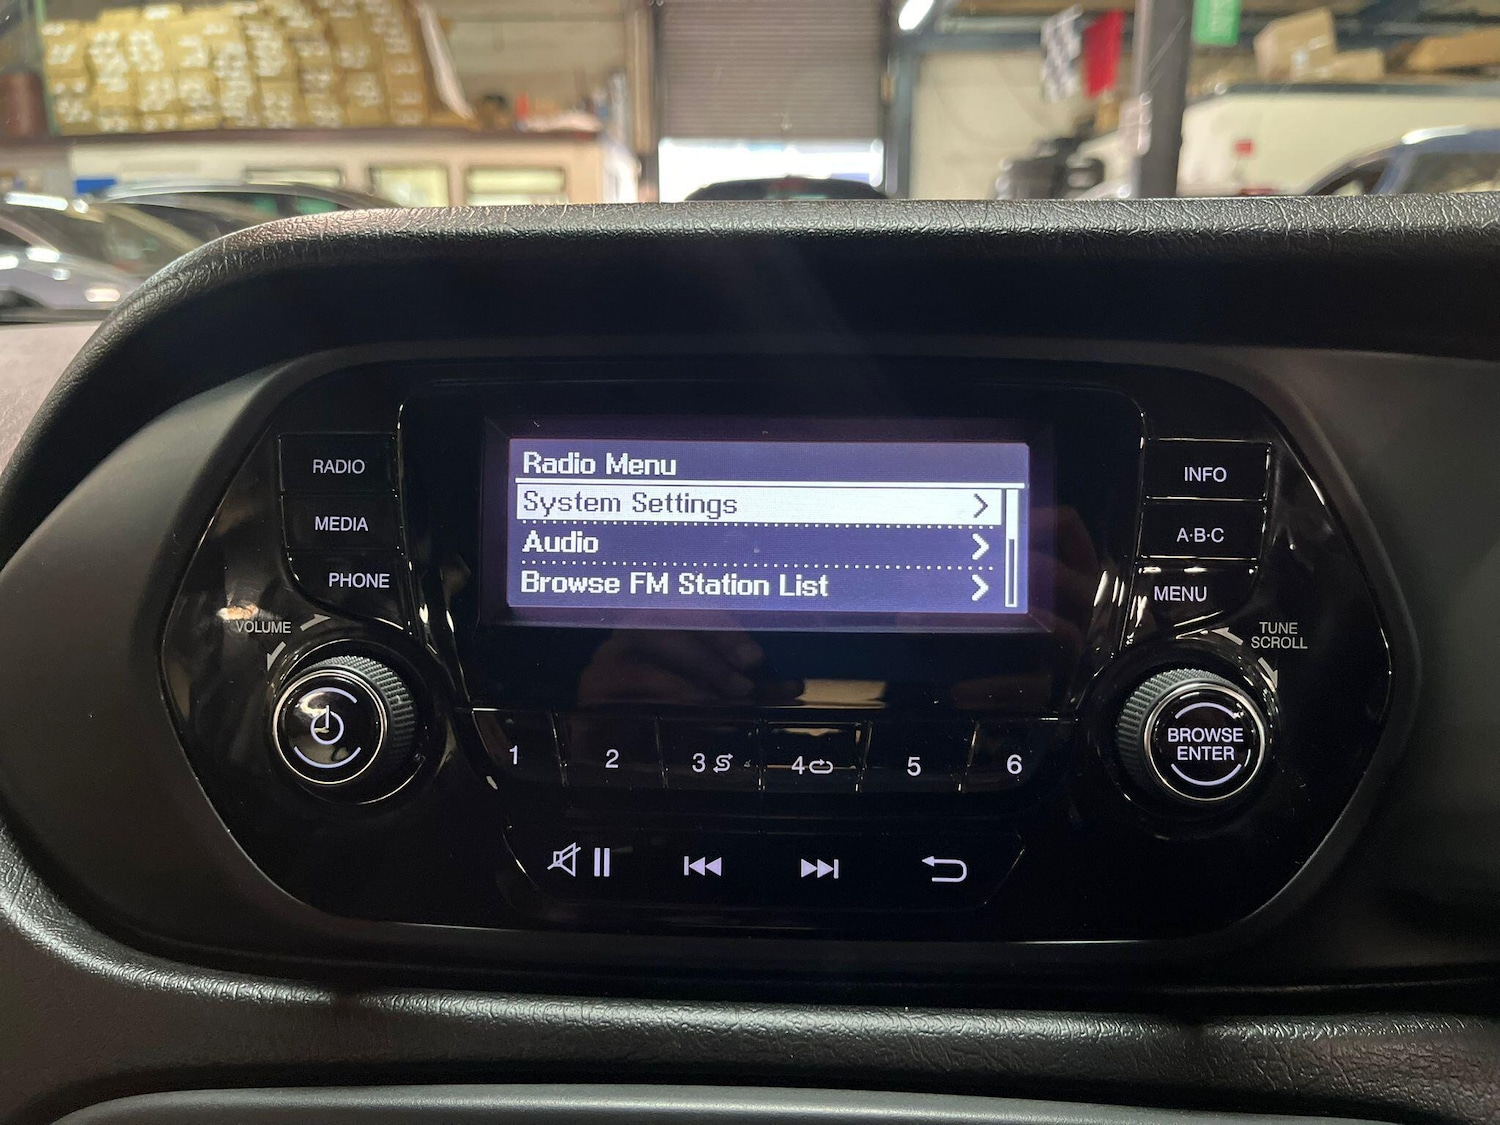 Radio Menu
System Settings
Audio
Browse FM Station List
RADIO
MEDIA
PHONE
VOLUME
INFO
A·B·C
MENU
TUNE
SCROLL
BROWSE
ENTER
1 2 3 4 5 6